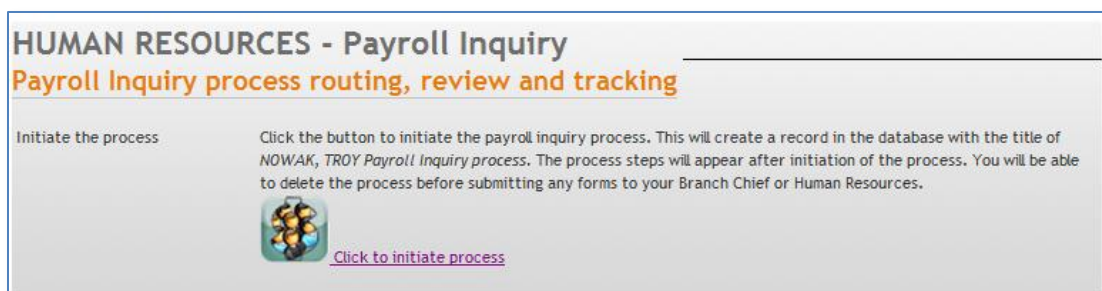 HUMAN RESOURCES - Payroll Inquiry
Payroll Inquiry process routing, review and tracking
Initiate the process
Click the button to initiate the payroll inquiry process. This will create a record in the database with the title of
NOWAK, TROY Payroll Inquiry process. The process steps will appear after initiation of the process. You will be able
to delete the process before submitting any forms to your Branch Chief or Human Resources.
Click to initiate process